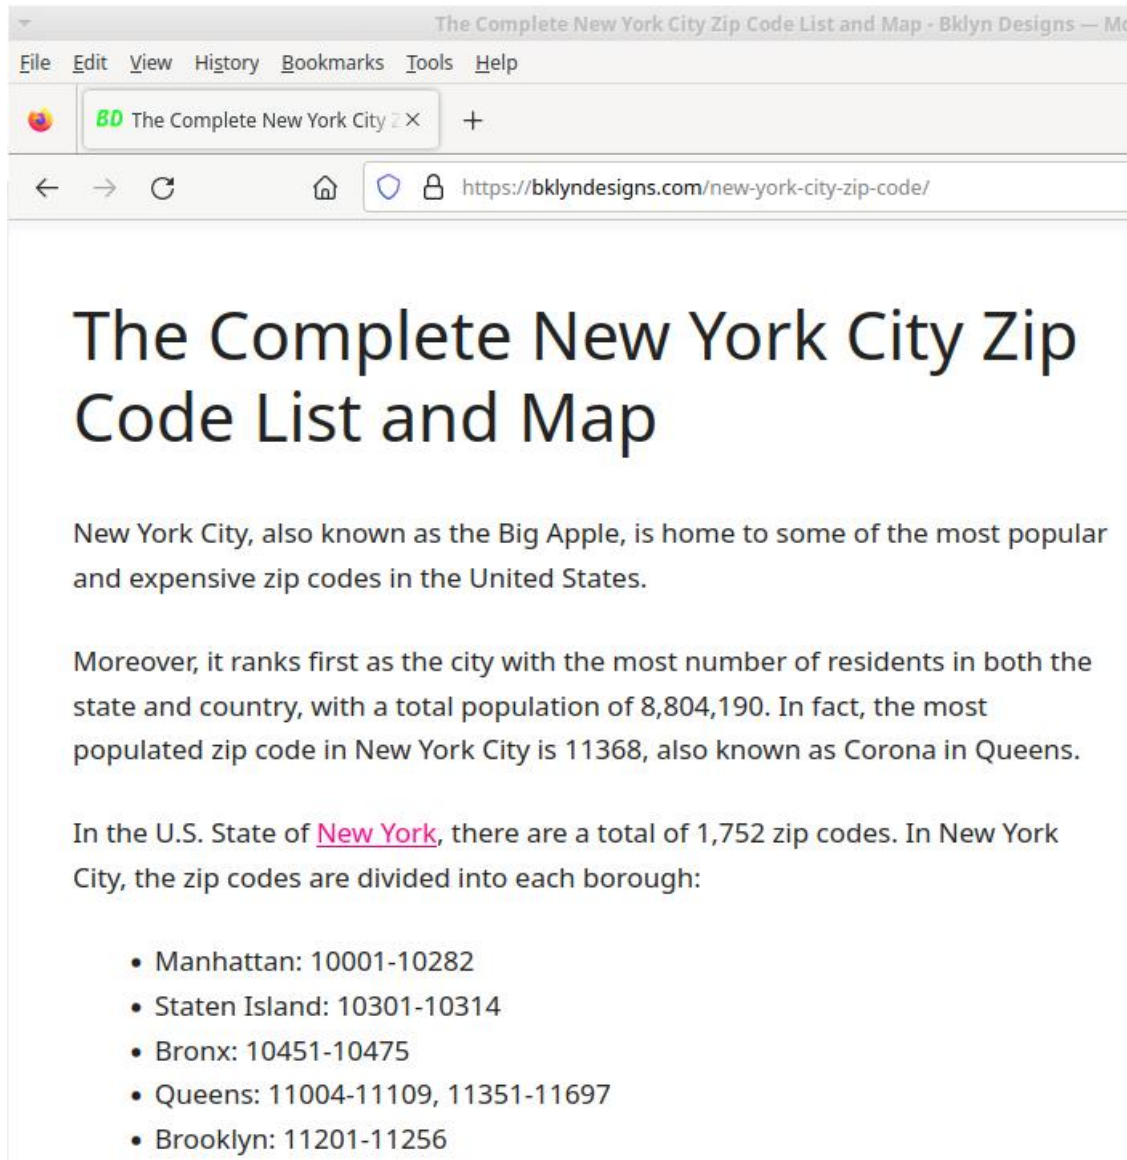 The Complete New York City Zip Code List and Map - Bklyn Designs — Mo
File Edit View History Bookmarks Tools Help
BD The Complete New York City Z
https://bklyndesigns.com/new-york-city-zip-code/
The Complete New York City Zip
Code List and Map
New York City, also known as the Big Apple, is home to some of the most popular
and expensive zip codes in the United States.
Moreover, it ranks first as the city with the most number of residents in both the
state and country, with a total population of 8,804,190. In fact, the most
populated zip code in New York City is 11368, also known as Corona in Queens.
In the U.S. State of New York, there are a total of 1,752 zip codes. In New York
City, the zip codes are divided into each borough:
• Manhattan: 10001-10282
• Staten Island: 10301-10314
• Bronx: 10451-10475
• Queens: 11004-11109, 11351-11697
• Brooklyn: 11201-11256